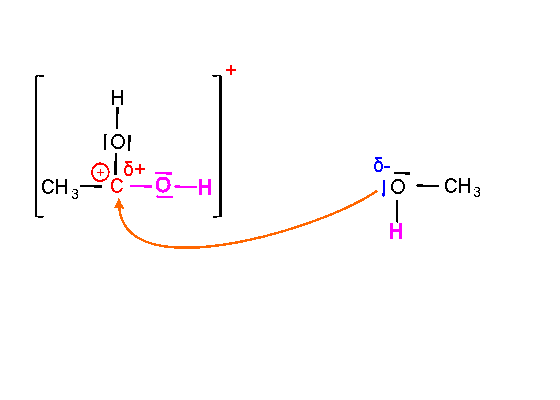 +
H
O
+ δ+ δ-
CH3 C O H O CH3
H